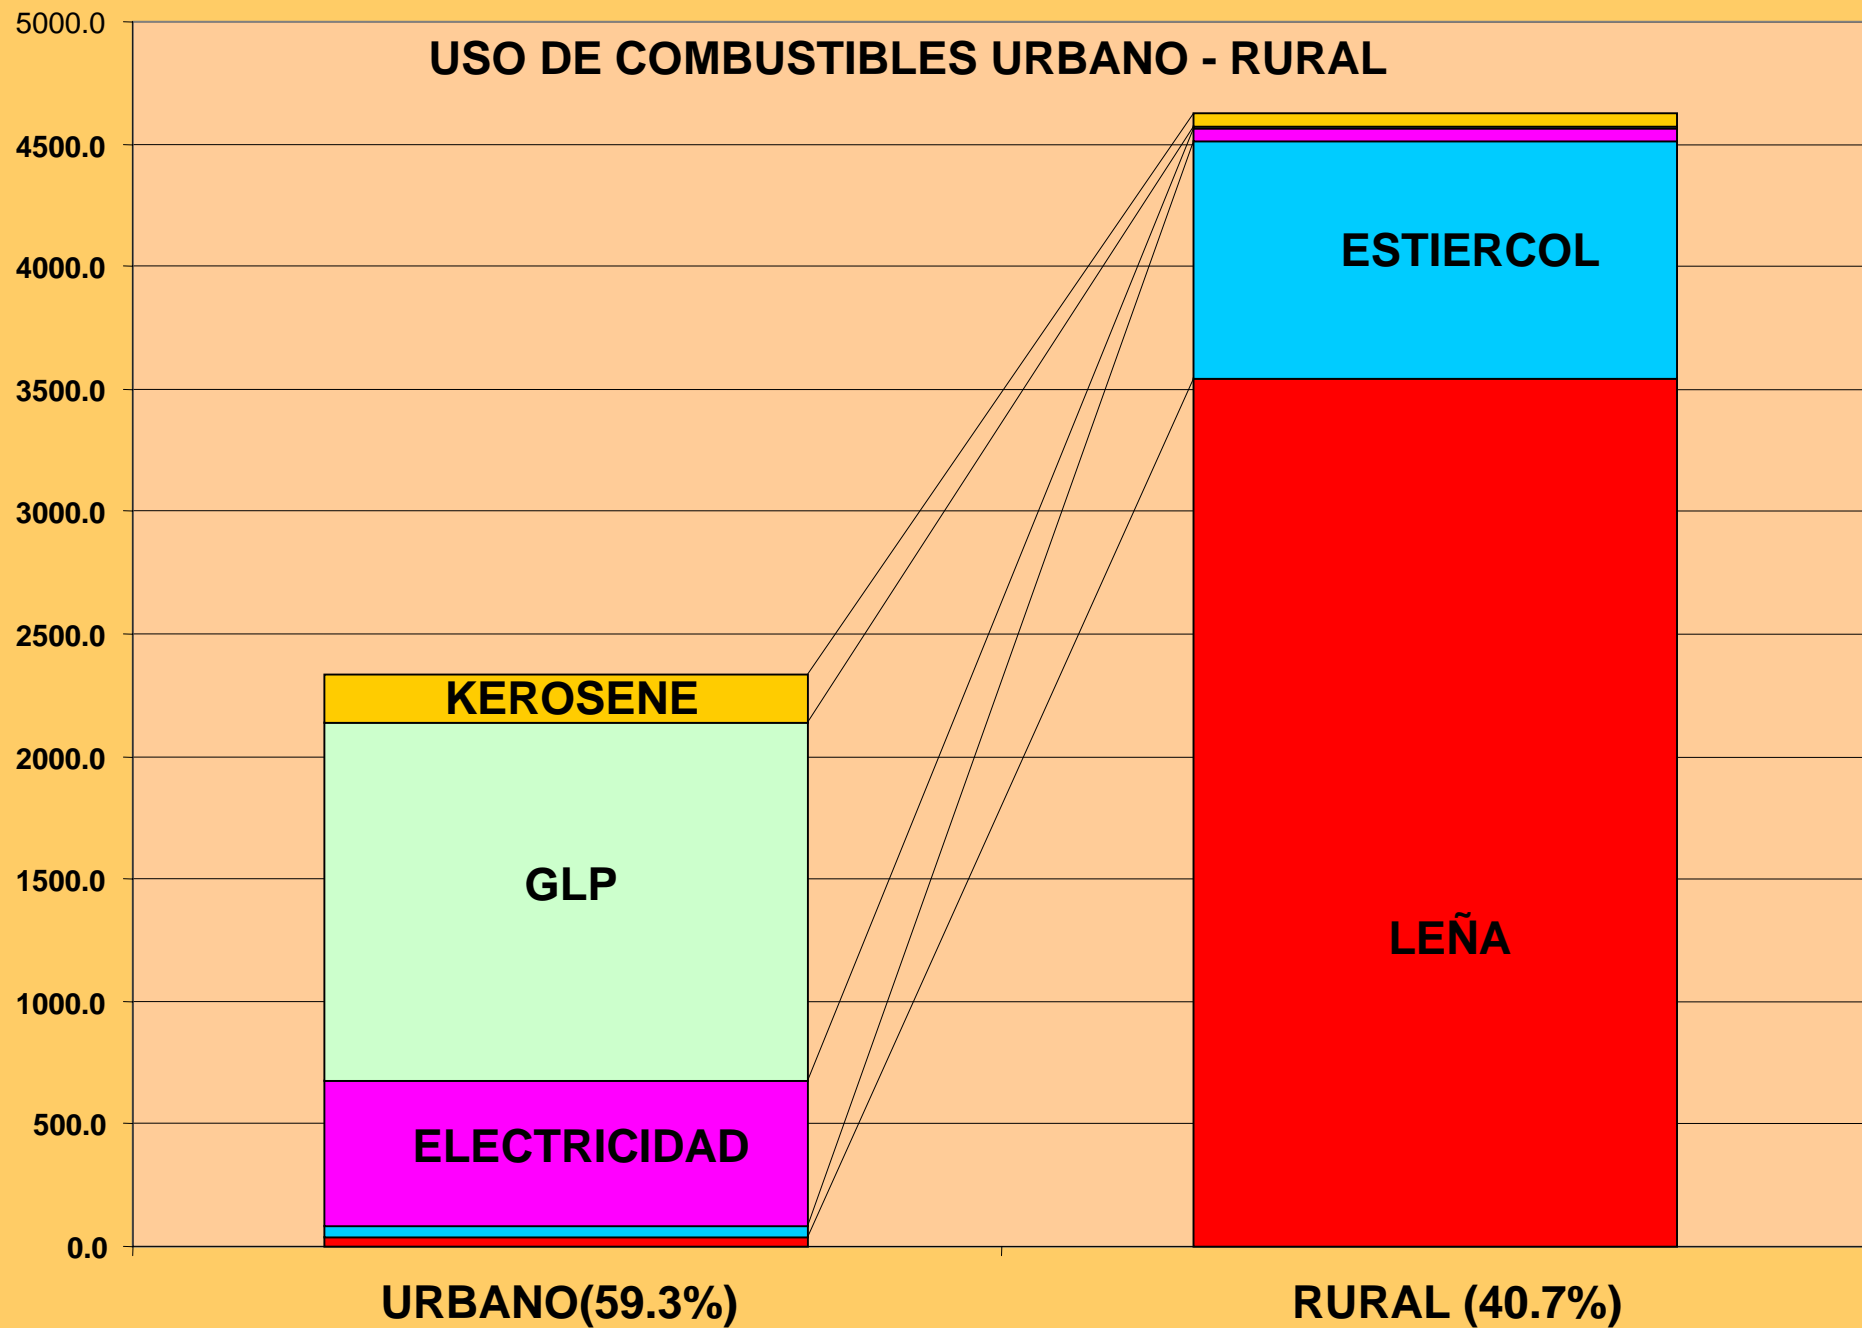 USO DE COMBUSTIBLES URBANO - RURAL
5000.0
4500.0
4000.0
3500.0
3000.0
2500.0
2000.0
1500.0
1000.0
500.0
0.0
KEROSENE
GLP
ELECTRICIDAD
ESTIERCOL
LEÑA
URBANO(59.3%)
RURAL (40.7%)